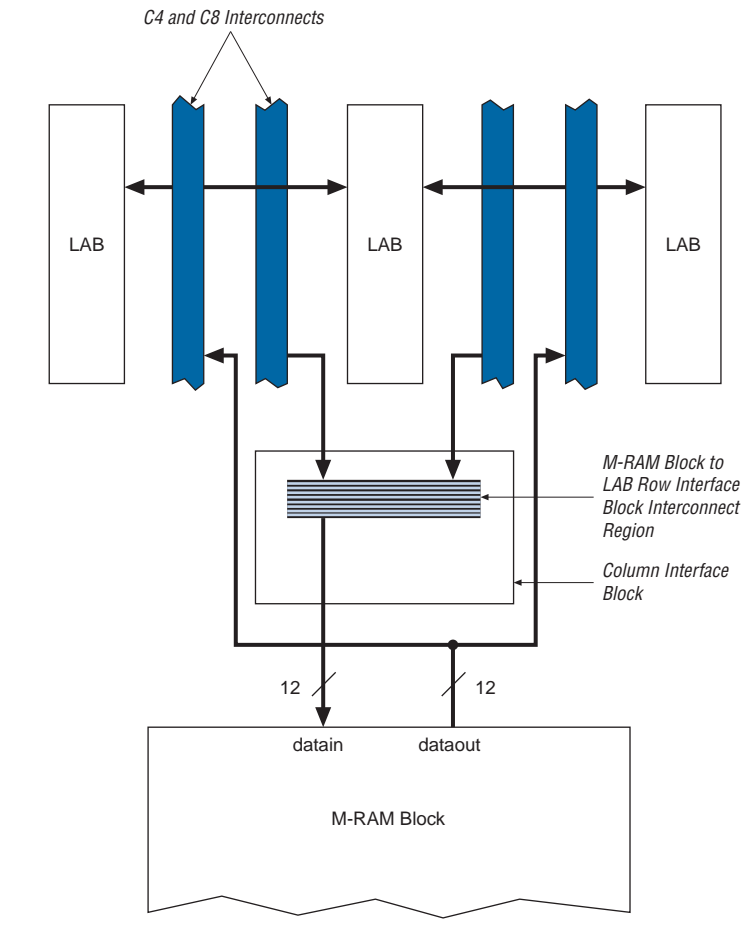 C4 and C8 Interconnects
LAB
LAB
LAB
M-RAM Block to
LAB Row Interface
Block Interconnect
Region
Column Interface
Block
12
12
datain
dataout
M-RAM Block